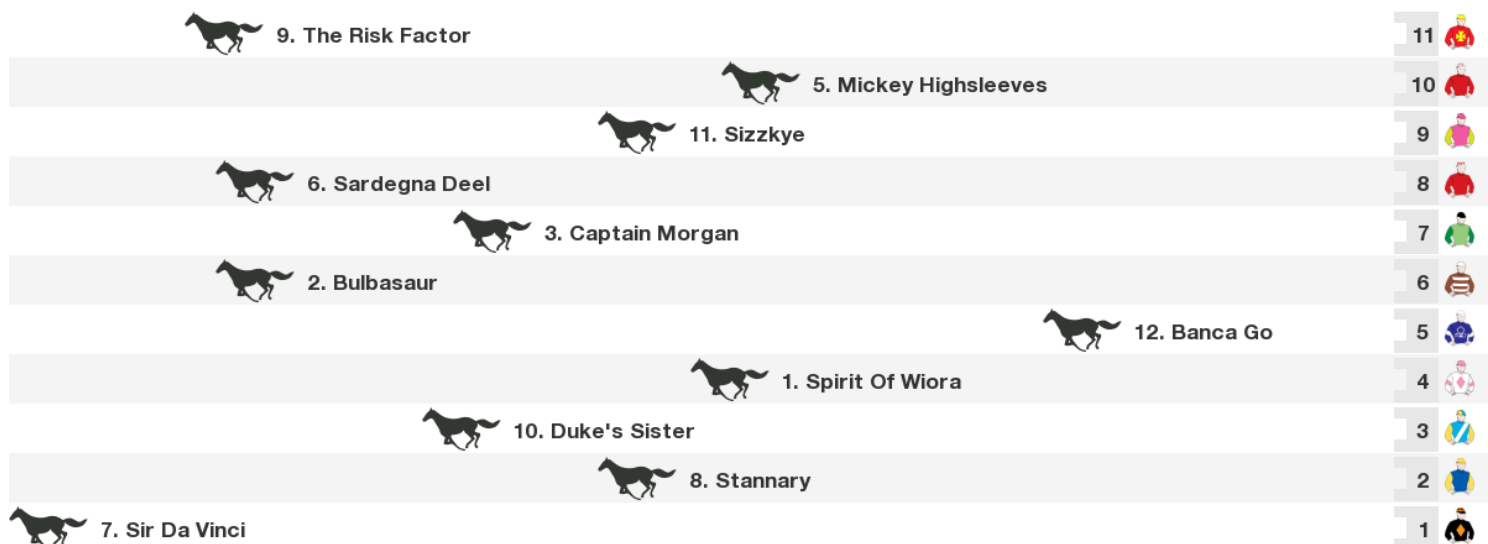 9. The Risk Factor 11
5. Mickey Highsleeves 10
11. Sizzkye 9
6. Sardegna Deel 8
3. Captain Morgan 7
2. Bulbasaur 6
12. Banca Go 5
1. Spirit Of Wiora 4
10. Duke's Sister 3
8. Stannary 2
7. Sir Da Vinci 1